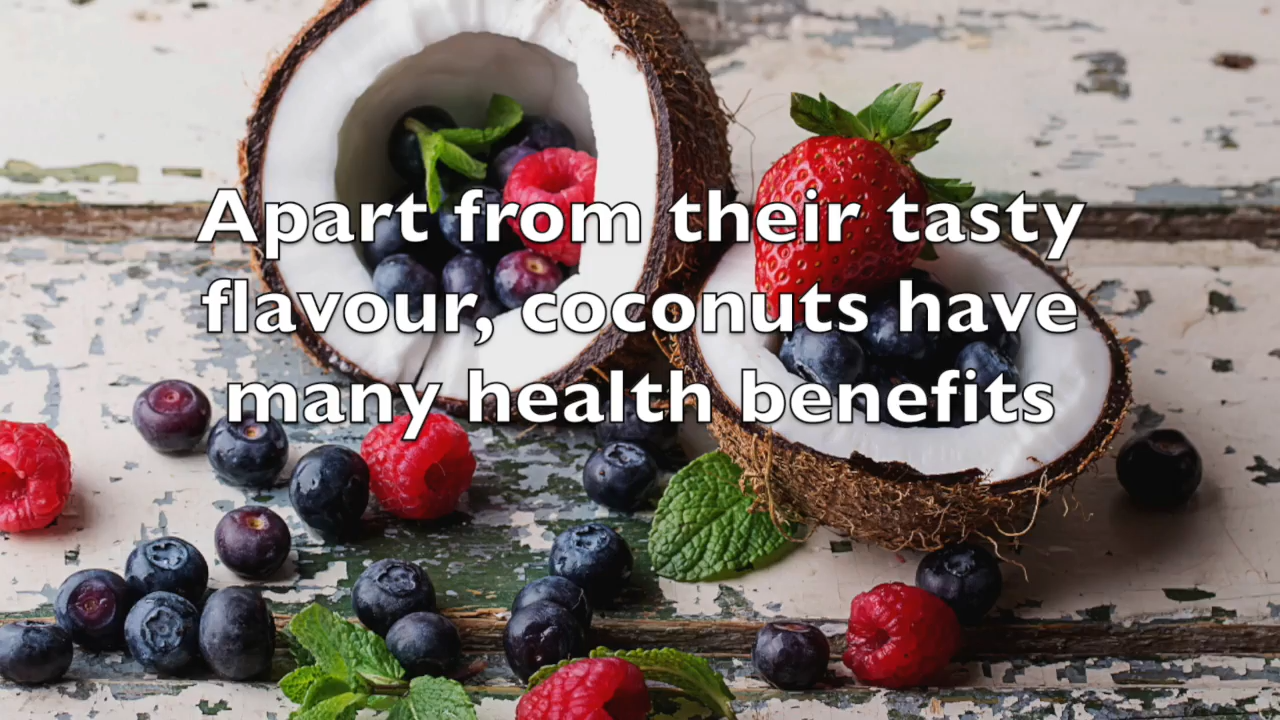 Apart from their tasty
flavour, coconuts have
many health benefits